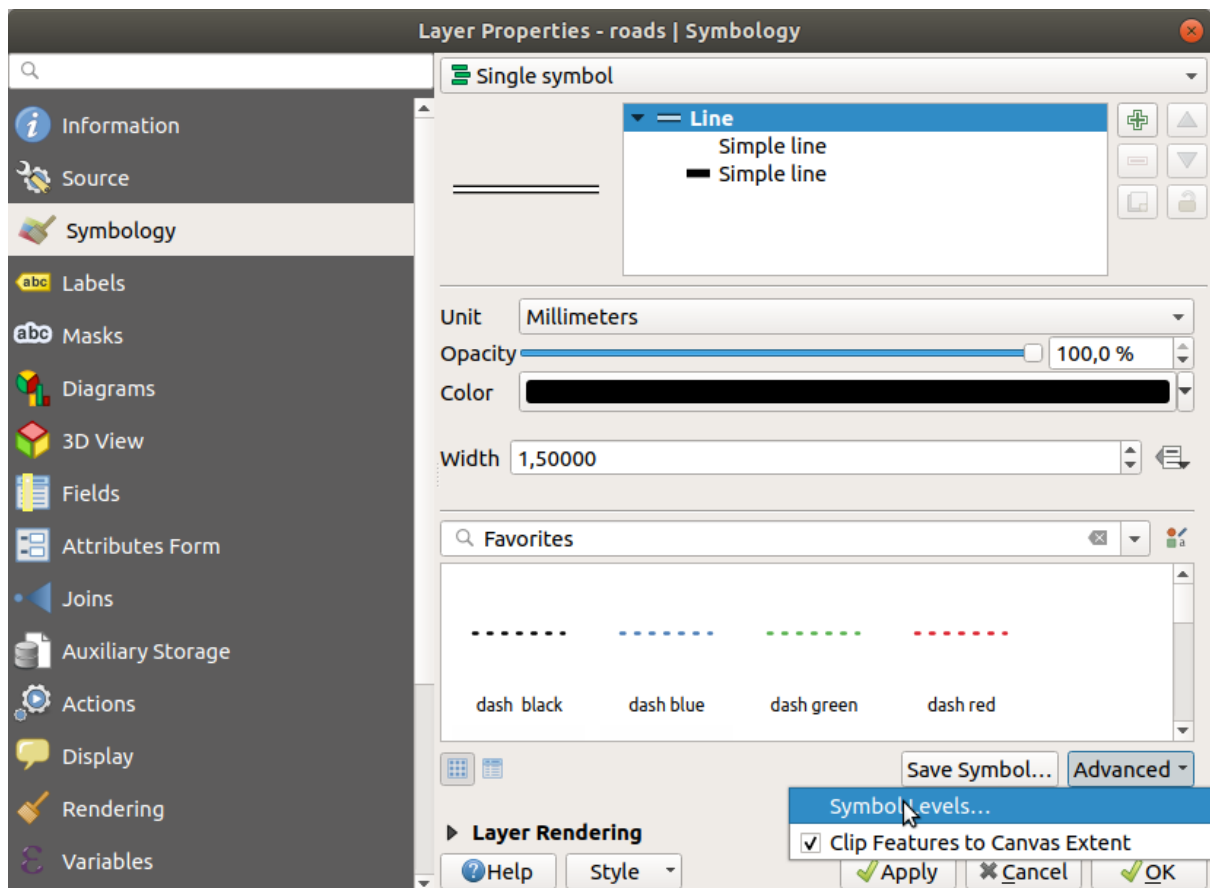 Layer Properties - roads | Symbology
Information
Source
Symbology
abc Labels
abc Masks
Diagrams
3D View
Fields
Attributes Form
Joins
Auxiliary Storage
Actions
Display
Rendering
Variables
Single symbol
Line
Simple line
Simple line
Unit Millimeters
Opacity 100,0 %
Color
Width 1,50000
Favorites
dash black dash blue dash green dash red
Save Symbol... Advanced
Symbol Levels...
Clip Features to Canvas Extent
Layer Rendering
Help Style Apply Cancel OK